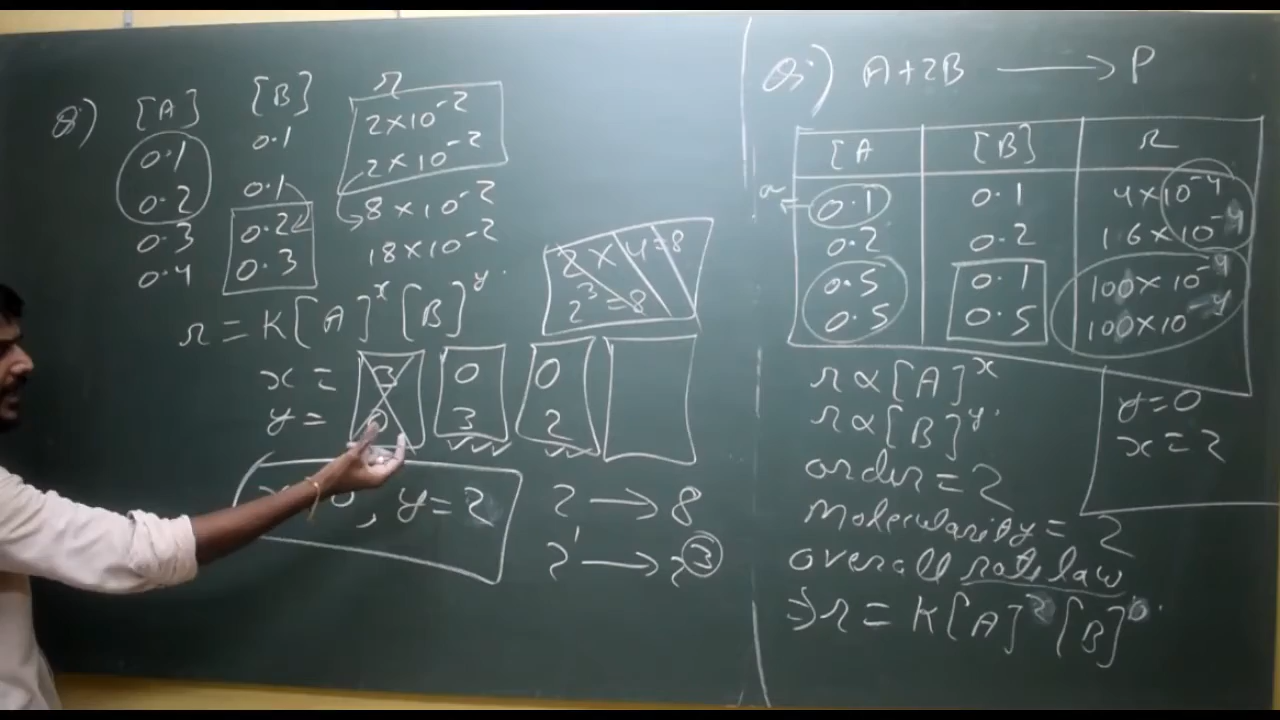 Q) [A] [B] r
0.1 0.1 2×10⁻²
0.2 0.1 2×10⁻²
0.3 0.2 8×10⁻²
0.4 0.3 18×10⁻²
r = K[A]ˣ[B]ʸ
2×4=8
2³=8
x = 3 0 0
y = 0 3 2
, y=2
2 → 8
2' → 2³
Q) A+2B → P
[A [B] r
a ← 0.1 0.1 4×10⁻⁴
0.2 0.2 16×10⁻⁴
0.5 0.1 100×10⁻⁴
0.5 0.5 100×10⁻⁴
r ∝ [A]ˣ
r ∝ [B]ʸ
y=0
x=2
order = 2
Molecularity = 2
overall rate law
⇒ r = K[A]²[B]⁰